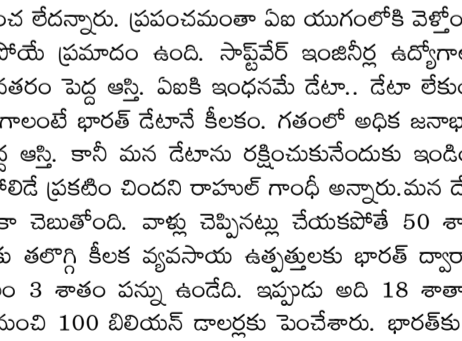 ంచ లేదన్నారు. ప్రపంచమంతా ఏఐ యుగంలోకి వెళ్తోం
పోయే ప్రమాదం ఉంది. సాఫ్ట్‌వేర్ ఇంజినీర్ల ఉద్యోగా
వతరం పెద్ద ఆస్తి. ఏఐకి ఇంధనమే డేటా.. డేటా లేకుం
గాలంటే భారత్ డేటానే కీలకం. గతంలో అధిక జనాభ
ద్ద ఆస్తి. కానీ మన డేటాను రక్షించుకునేందుకు ఇండి
హాలిడే ప్రకటిం చిందని రాహుల్ గాంధీ అన్నారు.మన దే
కా చెబుతోంది. వాళ్లు చెప్పినట్లు చేయకపోతే 50 శా
కు తలొగ్గి కీలక వ్యవసాయ ఉత్పత్తులకు భారత్ ద్వార
ం 3 శాతం పన్ను ఉండేది. ఇప్పుడు అది 18 శాతా
నుంచి 100 బిలియన్ డాలర్లకు పెంచేశారు. భారత్‌కు